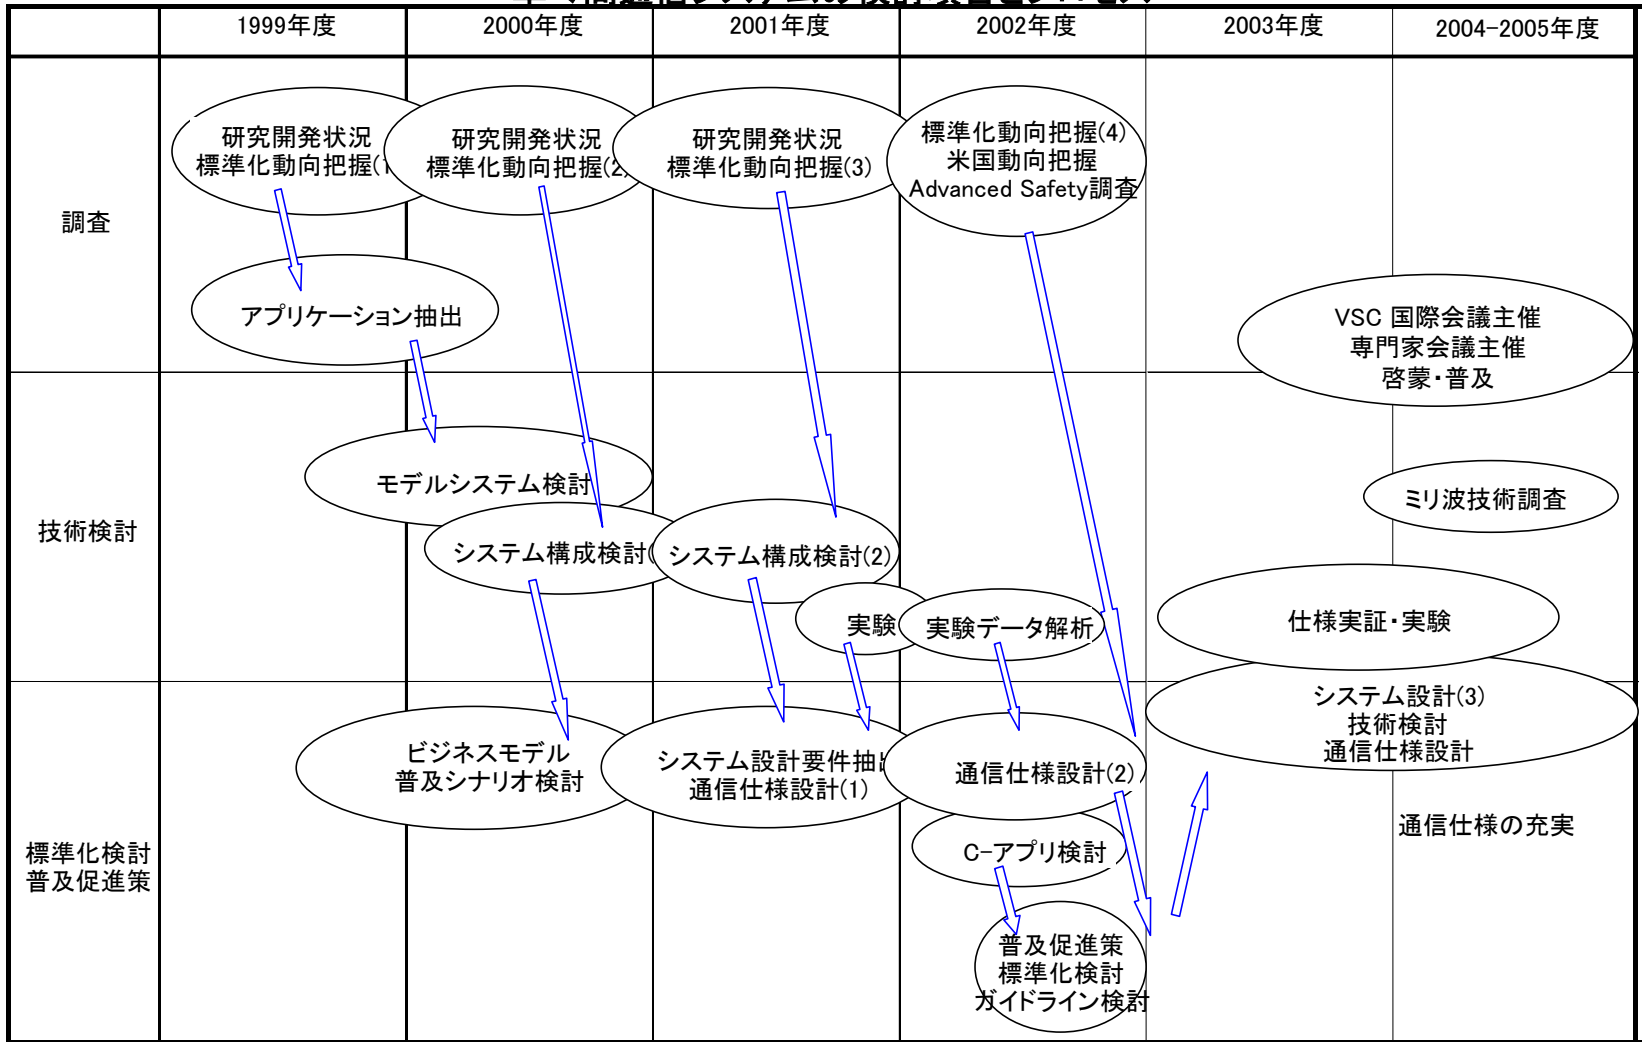 1999年度
2000年度
2001年度
2002年度
2003年度
2004-2005年度
調査
研究開発状況
標準化動向把握(1
研究開発状況
標準化動向把握(2)
研究開発状況
標準化動向把握(3)
標準化動向把握(4)
米国動向把握
Advanced Safety調査
アプリケーション抽出
VSC 国際会議主催
専門家会議主催
啓蒙・普及
技術検討
モデルシステム検討
システム構成検討(
システム構成検討(2)
実験
実験データ解析
ミリ波技術調査
仕様実証・実験
標準化検討
普及促進策
ビジネスモデル
普及シナリオ検討
システム設計要件抽出
通信仕様設計(1)
通信仕様設計(2)
C-アプリ検討
普及促進策
標準化検討
ガイドライン検討
システム設計(3)
技術検討
通信仕様設計
通信仕様の充実